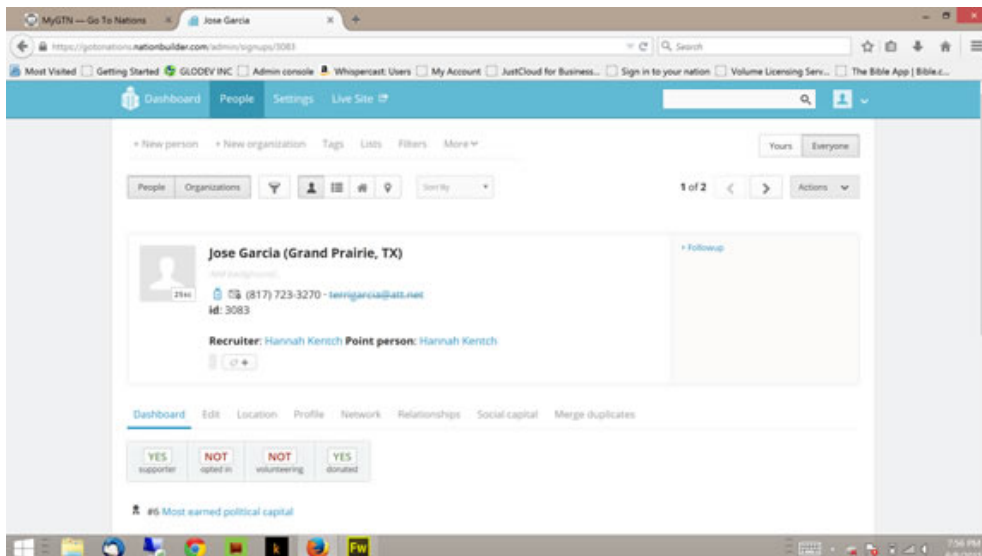 MyGTN — Go To Nations
Jose Garcia
https://gotonations.nationbuilder.com/admin/signups/3083
Search
Most Visited Getting Started GLODEV INC Admin console Whispercast: Users My Account JustCloud for Business... Sign in to your nation Volume Licensing Serv... The Bible App | Bible.c...
Dashboard People Settings Live Site
+ New person + New organization Tags Lists Filters More
Yours Everyone
People Organizations Sort By
1 of 2 Actions
Jose Garcia (Grand Prairie, TX)
+ Followup
Add background
(817) 723-3270 - terrigarcia@att.net
id: 3083
Recruiter: Hannah Kentch Point person: Hannah Kentch
Dashboard Edit Location Profile Network Relationships Social capital Merge duplicates
YES NOT NOT YES
supporter opted in volunteering donated
#6 Most earned political capital
k Fw
7:56 PM